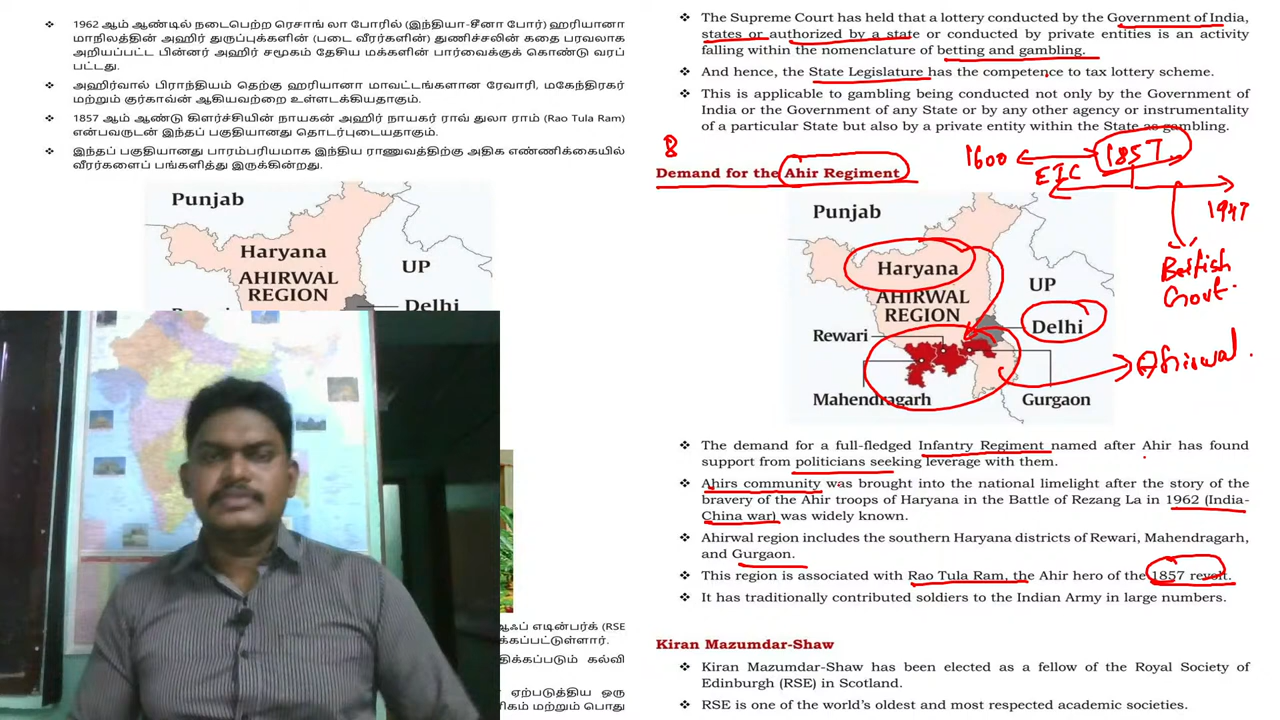 ❖ 1962 ஆம் ஆண்டில் நடைபெற்ற ரெசாங் லா போரில் (இந்தியா-சீனா போர்) ஹரியானா
மாநிலத்தின் அஹிர் துருப்புகளின் (படை வீரர்களின்) துணிச்சலின் கதை பரவலாக
அறியப்பட்ட பின்னர் அஹிர் சமூகம் தேசிய மக்களின் பார்வைக்குக் கொண்டு வரப்
பட்டது.
❖ அஹிர்வால் பிராந்தியம் தெற்கு ஹரியானா மாவட்டங்களான ரேவாரி, மகேந்திரகர்
மற்றும் குர்காவ்ன் ஆகியவற்றை உள்ளடக்கியதாகும்.
❖ 1857 ஆம் ஆண்டு கிளர்ச்சியின் நாயகன் அஹிர் நாயகர் ராவ் துலா ராம் (Rao Tula Ram)
என்பவருடன் இந்தப் பகுதியானது தொடர்புடையதாகும்.
❖ இந்தப் பகுதியானது பாரம்பரியமாக இந்திய ராணுவத்திற்கு அதிக எண்ணிக்கையில்
வீரர்களைப் பங்களித்து இருக்கின்றது.
Punjab
Haryana
AHIRWAL
REGION
UP
Delhi
ஆஃப் எடின்பர்க் (RSE
க்கப்பட்டுள்ளார்.
திக்கப்படும் கல்வி
ஏற்படுத்திய ஒரு
கம் மற்றும் பொது
❖ The Supreme Court has held that a lottery conducted by the Government of India,
states or authorized by a state or conducted by private entities is an activity
falling within the nomenclature of betting and gambling.
❖ And hence, the State Legislature has the competence to tax lottery scheme.
❖ This is applicable to gambling being conducted not only by the Government of
India or the Government of any State or by any other agency or instrumentality
of a particular State but also by a private entity within the State as gambling.
8
1600
1857
EIC
1947
British
Govt.
Demand for the Ahir Regiment
Punjab
Haryana
AHIRWAL
REGION
UP
Delhi
Rewari
Mahendragarh
Gurgaon
Ahirwal.
❖ The demand for a full-fledged Infantry Regiment named after Ahir has found
support from politicians seeking leverage with them.
❖ Ahirs community was brought into the national limelight after the story of the
bravery of the Ahir troops of Haryana in the Battle of Rezang La in 1962 (India-
China war) was widely known.
❖ Ahirwal region includes the southern Haryana districts of Rewari, Mahendragarh,
and Gurgaon.
❖ This region is associated with Rao Tula Ram, the Ahir hero of the 1857 revolt.
❖ It has traditionally contributed soldiers to the Indian Army in large numbers.
Kiran Mazumdar-Shaw
❖ Kiran Mazumdar-Shaw has been elected as a fellow of the Royal Society of
Edinburgh (RSE) in Scotland.
❖ RSE is one of the world's oldest and most respected academic societies.